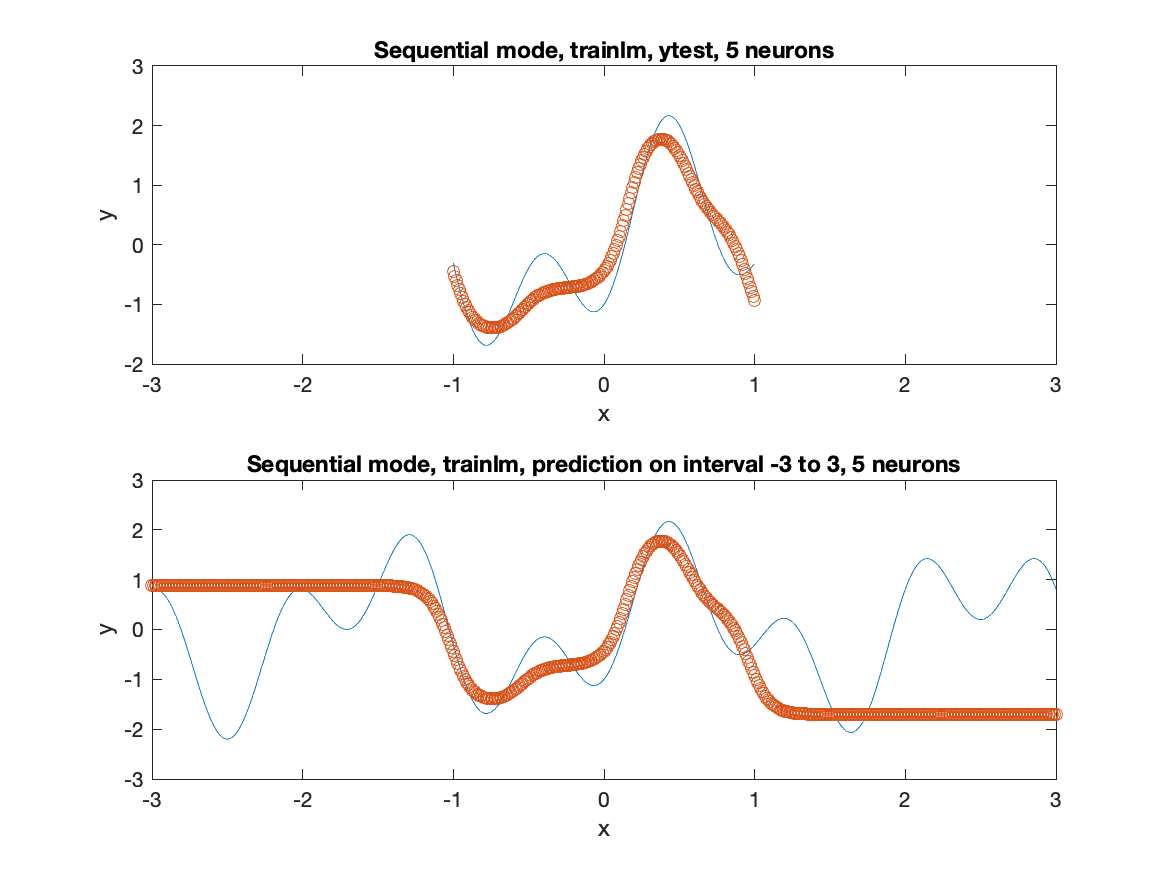 Sequential mode, trainlm, ytest, 5 neurons
3
2
1
0
-1
-2
y
-3 -2 -1 0 1 2 3
x
Sequential mode, trainlm, prediction on interval -3 to 3, 5 neurons
3
2
1
0
-1
-2
-3
y
-3 -2 -1 0 1 2 3
x